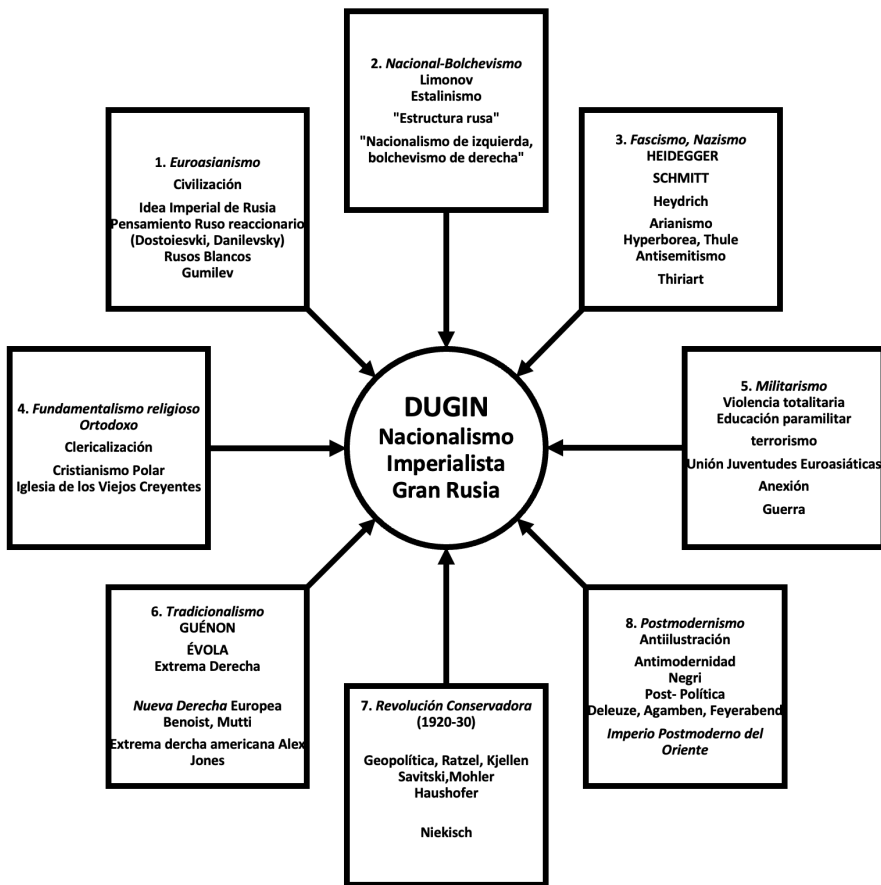 1. Euroasianismo
Civilización
Idea Imperial de Rusia
Pensamiento Ruso reaccionario
(Dostoiesvki, Danilevsky)
Rusos Blancos
Gumilev
2. Nacional-Bolchevismo
Limonov
Estalinismo
"Estructura rusa"
"Nacionalismo de izquierda,
bolchevismo de derecha"
3. Fascismo, Nazismo
HEIDEGGER
SCHMITT
Heydrich
Arianismo
Hyperborea, Thule
Antisemitismo
Thiriart
DUGIN
Nacionalismo
Imperialista
Gran Rusia
4. Fundamentalismo religioso
Ortodoxo
Clericalización
Cristianismo Polar
Iglesia de los Viejos Creyentes
5. Militarismo
Violencia totalitaria
Educación paramilitar
terrorismo
Unión Juventudes Euroasiáticas
Anexión
Guerra
6. Tradicionalismo
GUÉNON
ÉVOLA
Extrema Derecha
Nueva Derecha Europea
Benoist, Mutti
Extrema dercha americana Alex
Jones
7. Revolución Conservadora
(1920-30)
Geopolítica, Ratzel, Kjellen
Savitski,Mohler
Haushofer
Niekisch
8. Postmodernismo
Antiilustración
Antimodernidad
Negri
Post- Política
Deleuze, Agamben, Feyerabend
Imperio Postmoderno del
Oriente